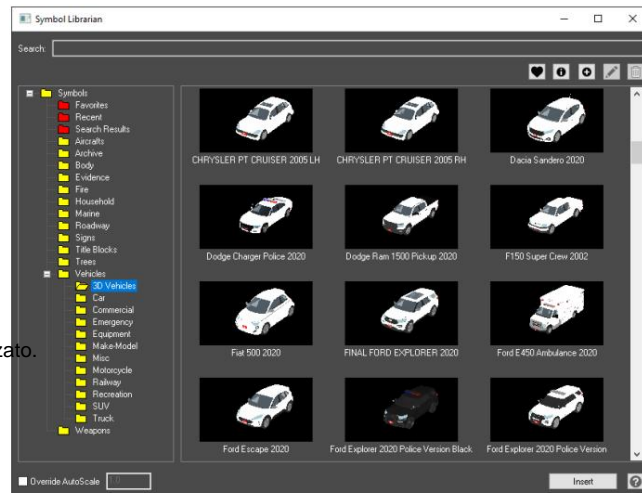 Symbol Librarian
Search:
Symbols
Favorites
Recent
Search Results
Aircrafts
Archive
Body
Evidence
Fire
Household
Marine
Roadway
Signs
Title Blocks
Trees
Vehicles
3D Vehicles
Car
Commercial
Emergency
Equipment
Make-Model
Misc
Motorcycle
Railway
Recreation
SUV
Truck
Weapons
zato.
CHRYSLER PT CRUISER 2005 LH
CHRYSLER PT CRUISER 2005 RH
Dacia Sandero 2020
Dodge Charger Police 2020
Dodge Ram 1500 Pickup 2020
F150 Super Crew 2002
Fiat 500 2020
FINAL FORD EXPLORER 2020
Ford E450 Ambulance 2020
Ford Escape 2020
Ford Explorer 2020 Police Version Black
Ford Explorer 2020 Police Version
Override AutoScale
1.0
Insert